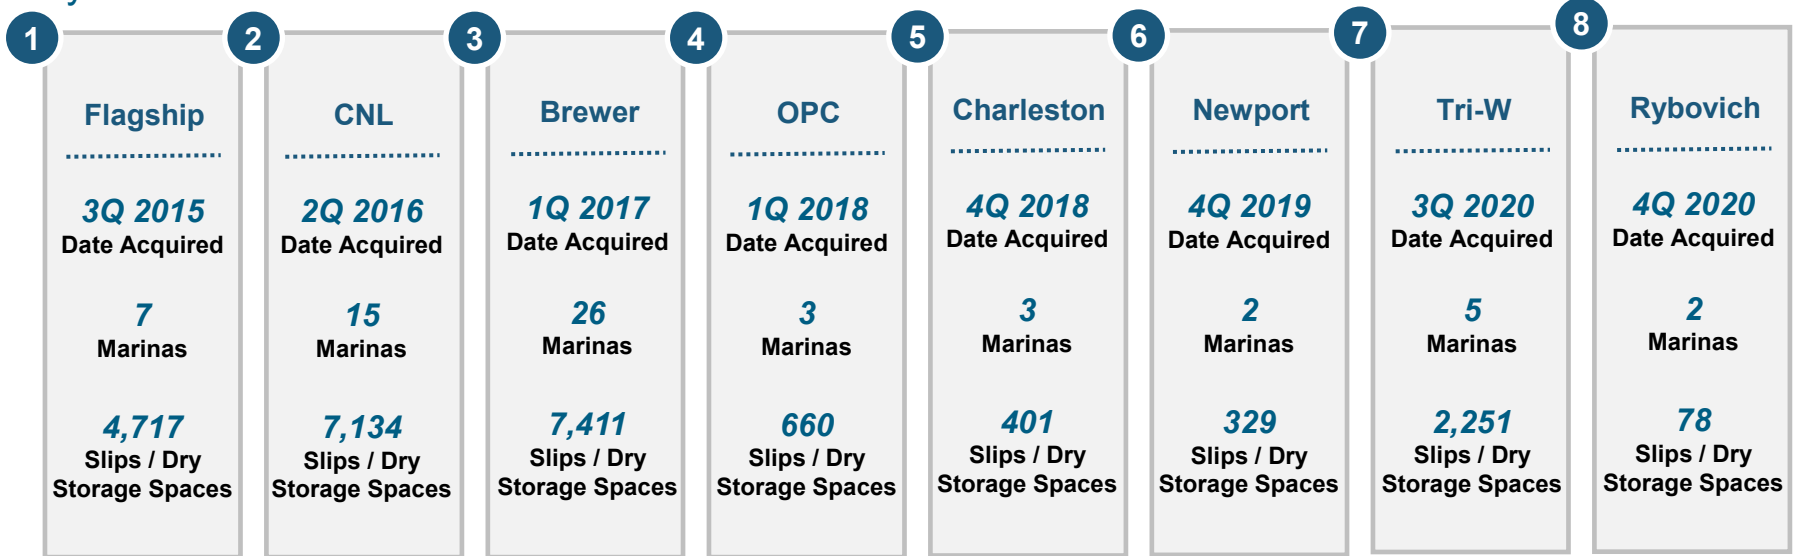 1
Flagship
3Q 2015
Date Acquired
7
Marinas
4,717
Slips / Dry
Storage Spaces
2
CNL
2Q 2016
Date Acquired
15
Marinas
7,134
Slips / Dry
Storage Spaces
3
Brewer
1Q 2017
Date Acquired
26
Marinas
7,411
Slips / Dry
Storage Spaces
4
OPC
1Q 2018
Date Acquired
3
Marinas
660
Slips / Dry
Storage Spaces
5
Charleston
4Q 2018
Date Acquired
3
Marinas
401
Slips / Dry
Storage Spaces
6
Newport
4Q 2019
Date Acquired
2
Marinas
329
Slips / Dry
Storage Spaces
7
Tri-W
3Q 2020
Date Acquired
5
Marinas
2,251
Slips / Dry
Storage Spaces
8
Rybovich
4Q 2020
Date Acquired
2
Marinas
78
Slips / Dry
Storage Spaces